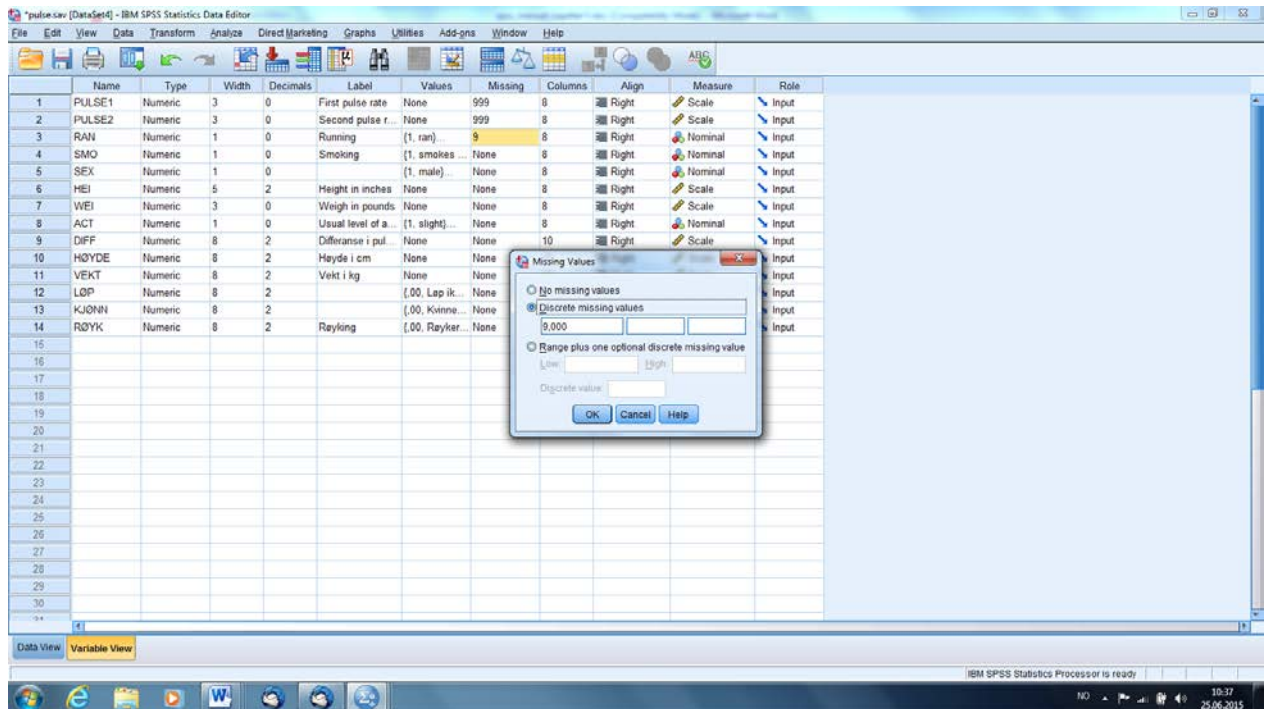 *pulse.sav [DataSet4] - IBM SPSS Statistics Data Editor
File Edit View Data Transform Analyze Direct Marketing Graphs Utilities Add-ons Window Help
Name Type Width Decimals Label Values Missing Columns Align Measure Role
1 PULSE1 Numeric 3 0 First pulse rate None 999 8 Right Scale Input
2 PULSE2 Numeric 3 0 Second pulse r... None 999 8 Right Scale Input
3 RAN Numeric 1 0 Running {1, ran}... 9 8 Right Nominal Input
4 SMO Numeric 1 0 Smoking {1, smokes ... None 8 Right Nominal Input
5 SEX Numeric 1 0 {1, male}... None 8 Right Nominal Input
6 HEI Numeric 5 2 Height in inches None None 8 Right Scale Input
7 WEI Numeric 3 0 Weigh in pounds None None 8 Right Scale Input
8 ACT Numeric 1 0 Usual level of a... {1, slight}... None 8 Right Nominal Input
9 DIFF Numeric 8 2 Differanse i pul... None None 10 Right Scale Input
10 HØYDE Numeric 8 2 Høyde i cm None None Input
11 VEKT Numeric 8 2 Vekt i kg None None Input
12 LØP Numeric 8 2 {,00, Løp ik... None Input
13 KJØNN Numeric 8 2 {,00, Kvinne... None Input
14 RØYK Numeric 8 2 Røyking {,00, Røyker... None Input
15
16
17
18
19
20
21
22
23
24
25
26
27
28
29
30
Missing Values
No missing values
Discrete missing values
9,000
Range plus one optional discrete missing value
Low: High:
Discrete value:
OK Cancel Help
Data View Variable View
IBM SPSS Statistics Processor is ready
NO 10:37
25.06.2015